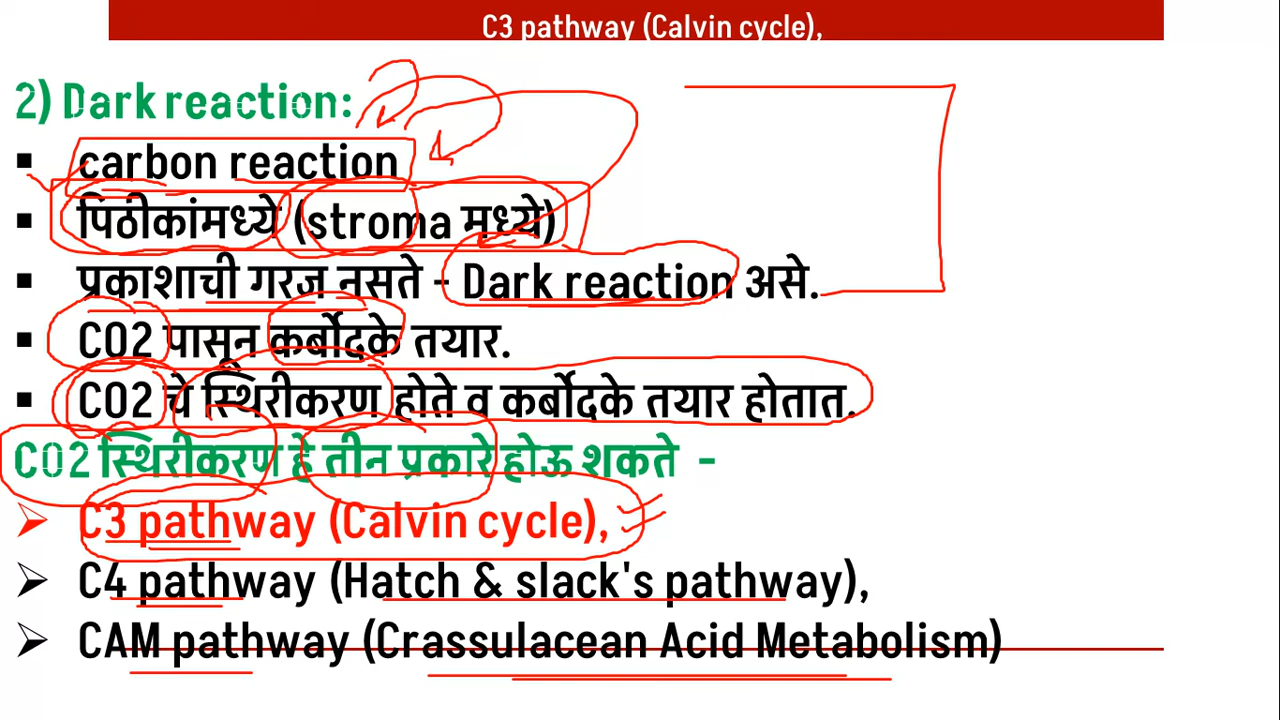 C3 pathway (Calvin cycle),
2) Dark reaction:
▪ carbon reaction
▪ पिठीकांमध्ये (stroma मध्ये)
▪ प्रकाशाची गरज नसते - Dark reaction असे.
▪ CO2 पासून कर्बोदके तयार.
▪ CO2 चे स्थिरीकरण होते व कर्बोदके तयार होतात.
CO2 स्थिरीकरण हे तीन प्रकारे होऊ शकते -
➢ C3 pathway (Calvin cycle),
➢ C4 pathway (Hatch & slack's pathway),
➢ CAM pathway (Crassulacean Acid Metabolism)